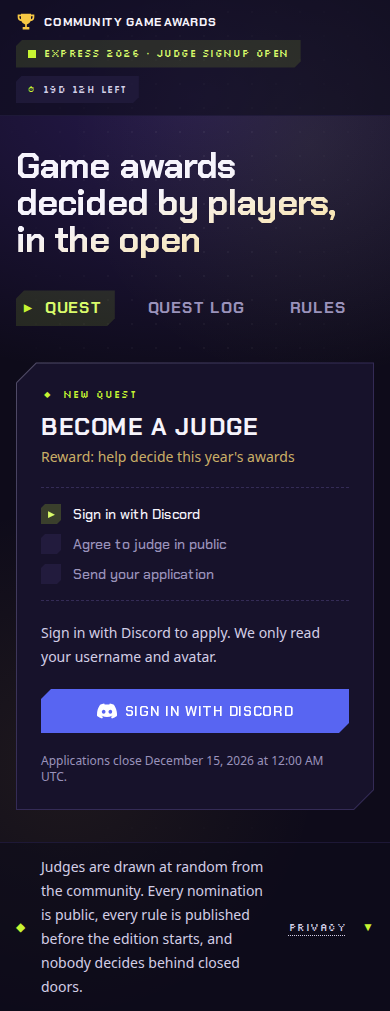 COMMUNITY GAME AWARDS
EXPRESS 2026 · JUDGE SIGNUP OPEN
19D 12H LEFT
Game awards
decided by players,
in the open
QUEST QUEST LOG RULES
NEW QUEST
BECOME A JUDGE
Reward: help decide this year's awards
Sign in with Discord
Agree to judge in public
Send your application
Sign in with Discord to apply. We only read
your username and avatar.
SIGN IN WITH DISCORD
Applications close December 15, 2026 at 12:00 AM
UTC.
Judges are drawn at random from
the community. Every nomination
is public, every rule is published
before the edition starts, and
nobody decides behind closed
doors.
PRIVACY